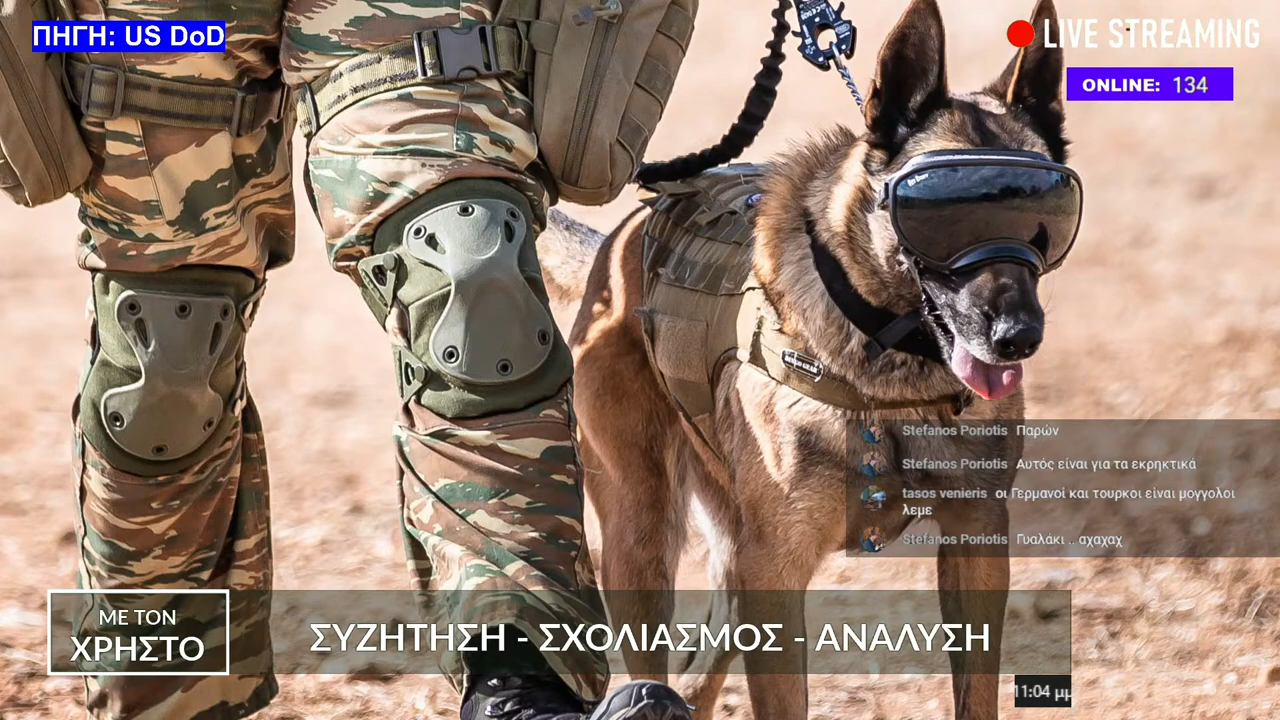 ΠΗΓΗ: US DoD
LIVE STREAMING
ONLINE: 134
Stefanos Poriotis Παρών
Stefanos Poriotis Αυτός είναι για τα εκρηκτικά
tasos venieris οι Γερμανοί και τουρκοι είναι μογγολοι
λεμε
Stefanos Poriotis Γυαλάκι .. αχαχαχ
ΜΕ ΤΟΝ
ΧΡΗΣΤΟ
ΣΥΖΗΤΗΣΗ - ΣΧΟΛΙΑΣΜΟΣ - ΑΝΑΛΥΣΗ
11:04 μμ